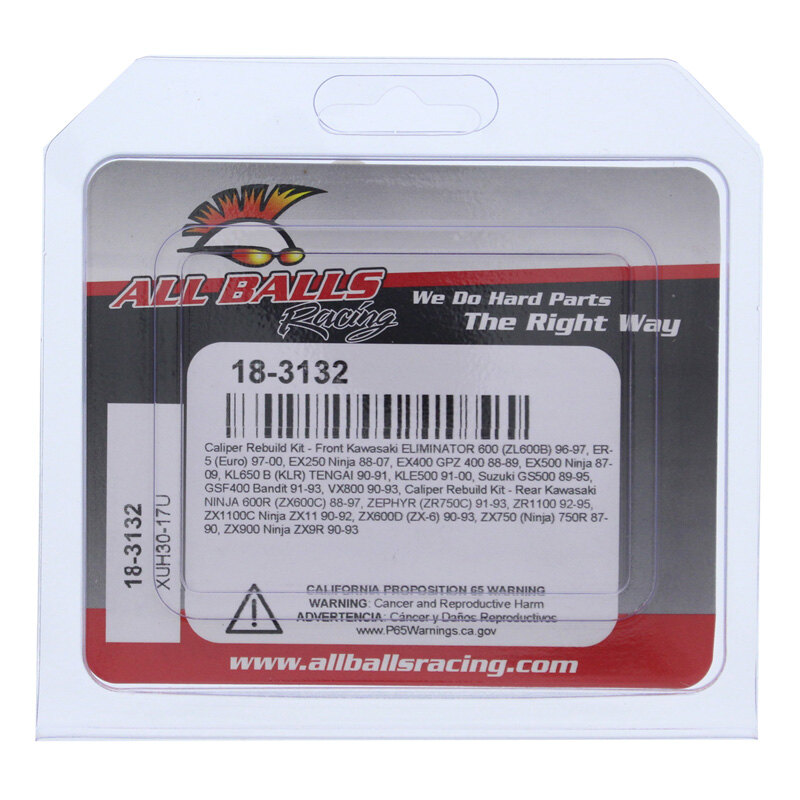 ALL BALLS
Racing
We Do Hard Parts
The Right Way
18-3132
Caliper Rebuild Kit - Front Kawasaki ELIMINATOR 600 (ZL600B) 96-97, ER-
5 (Euro) 97-00, EX250 Ninja 88-07, EX400 GPZ 400 88-89, EX500 Ninja 87-
09, KL650 B (KLR) TENGAI 90-91, KLE500 91-00, Suzuki GS500 89-95,
GSF400 Bandit 91-93, VX800 90-93, Caliper Rebuild Kit - Rear Kawasaki
NINJA 600R (ZX600C) 88-97, ZEPHYR (ZR750C) 91-93, ZR1100 92-95,
ZX1100C Ninja ZX11 90-92, ZX600D (ZX-6) 90-93, ZX750 (Ninja) 750R 87-
90, ZX900 Ninja ZX9R 90-93
18-3132
XUH30-17U
CALIFORNIA PROPOSITION 65 WARNING
WARNING: Cancer and Reproductive Harm
ADVERTENCIA: Cáncer y Daños Reproductivos
www.P65Warnings.ca.gov
www.allballsracing.com